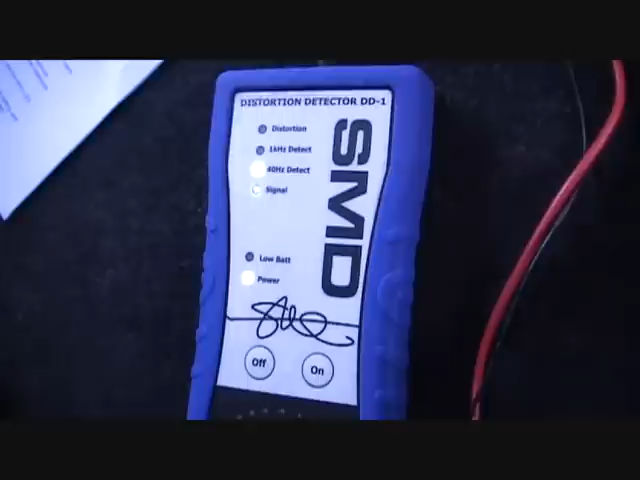 DISTORTION DETECTOR DD-1
Distortion
1kHz Detect
40Hz Detect
Signal
SMD
Low Batt
Power
Off
On